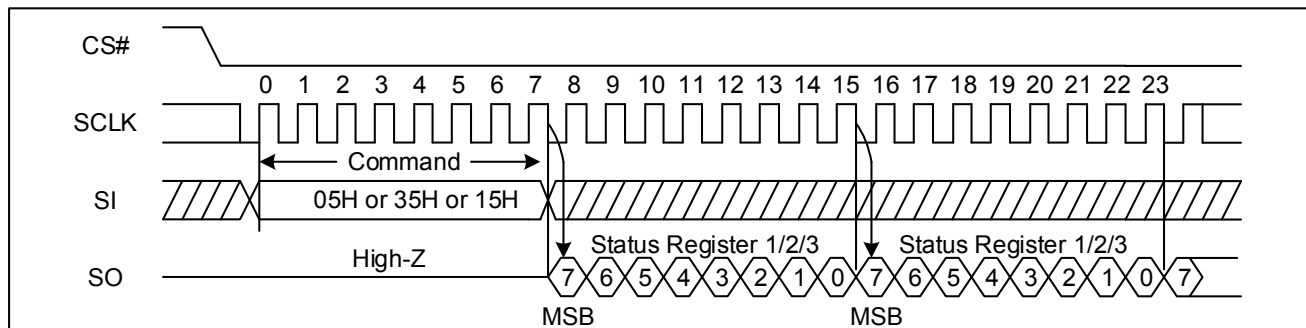 CS#
0 1 2 3 4 5 6 7 8 9 10 11 12 13 14 15 16 17 18 19 20 21 22 23
SCLK
Command
SI 05H or 35H or 15H
High-Z Status Register 1/2/3 Status Register 1/2/3
SO 7 6 5 4 3 2 1 0 7 6 5 4 3 2 1 0 7
MSB MSB